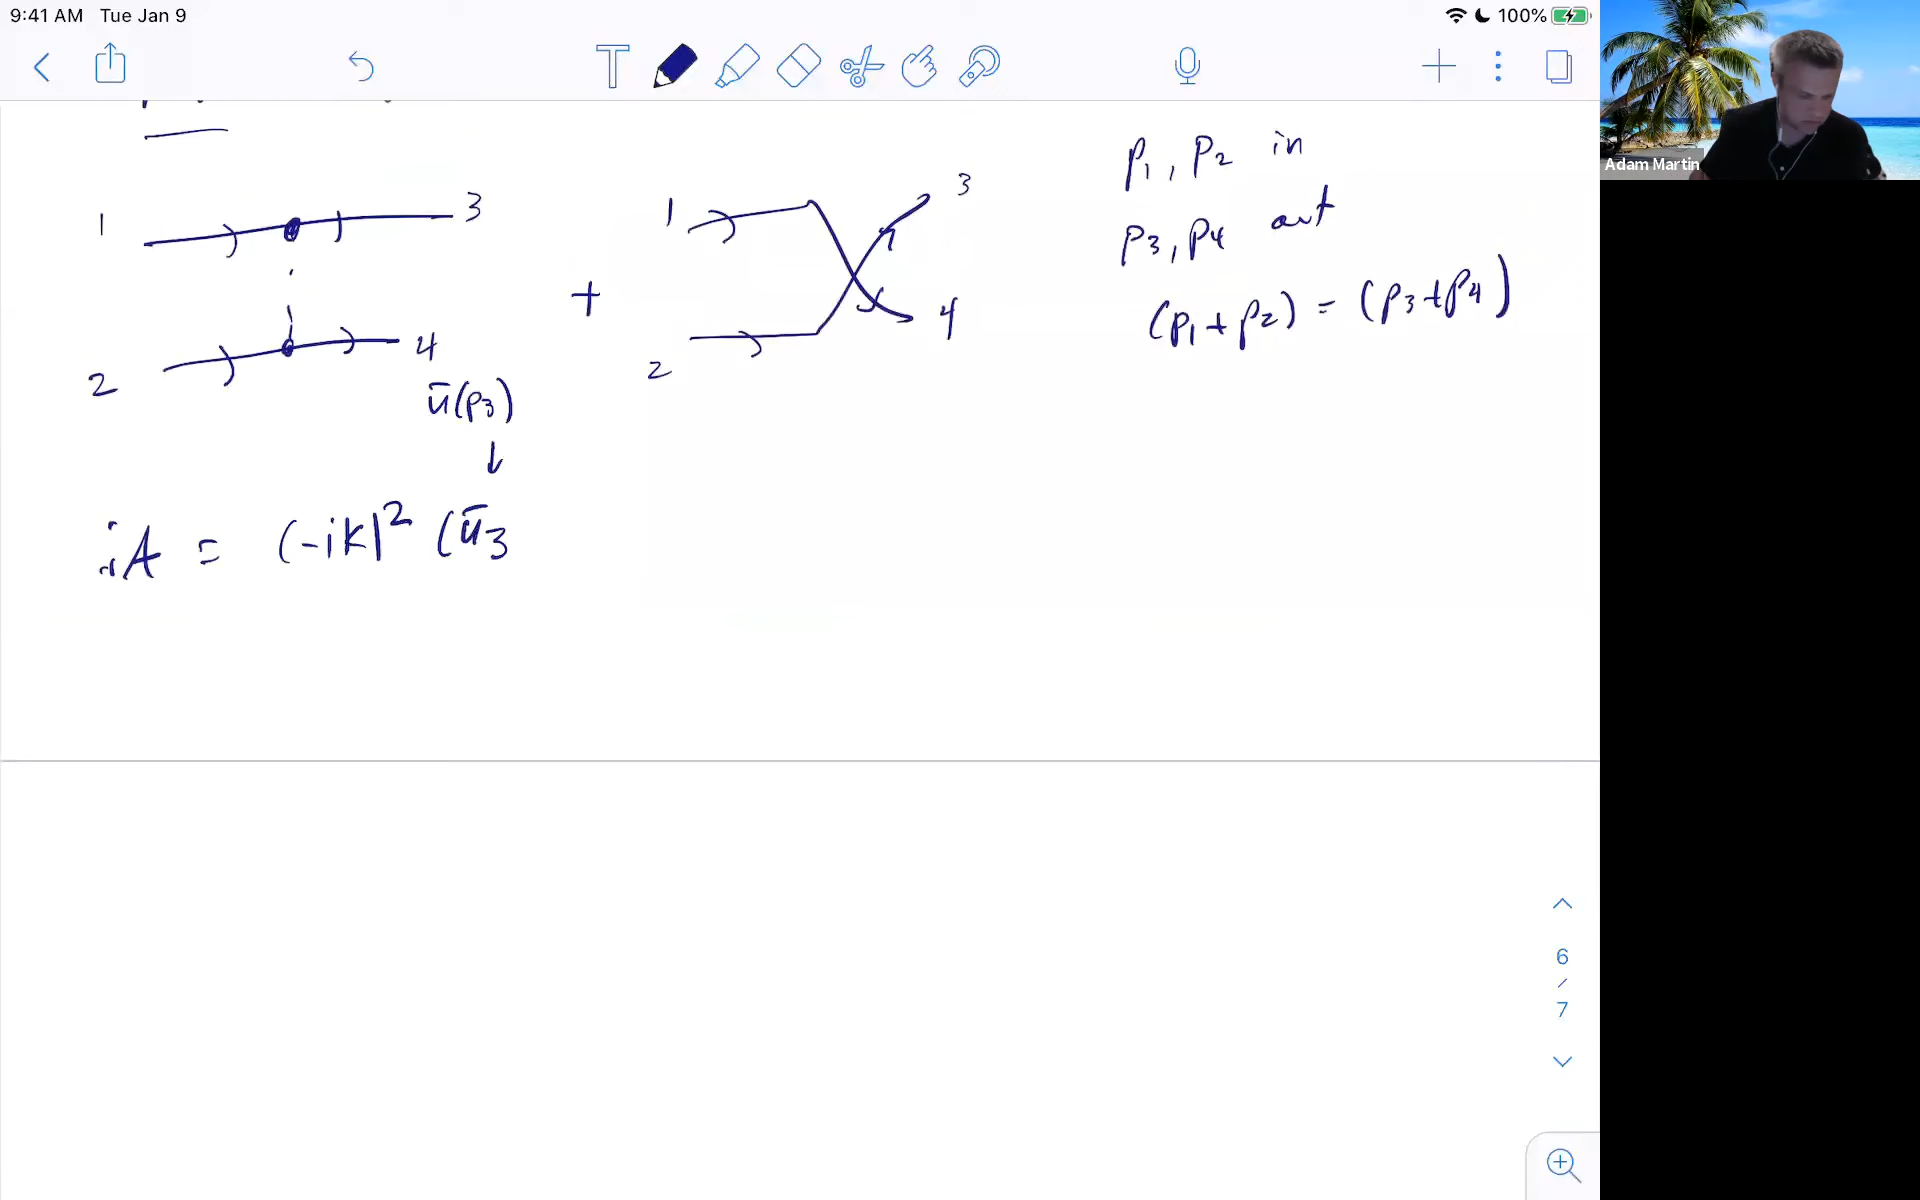 9:41 AM Tue Jan 9
100%
Adam Martin
1
3
2
4
+
1
3
2
4
p₁, p₂ in
p₃, p₄ out
(p₁+p₂) = (p₃+p₄)
ū(p₃)
↓
iA = (-ik)² (ū₃
6
/
7